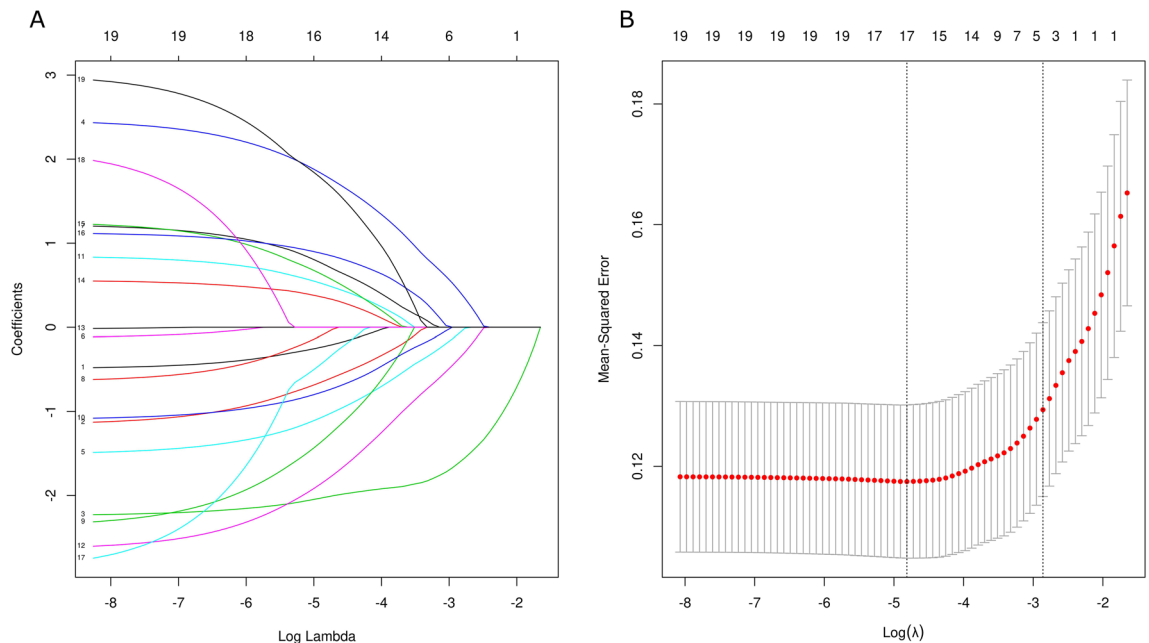 A
19 19 18 16 14 6 1
3
2
1
0
-1
-2
Coefficients
19
4
18
15
16
11
14
13
6
1
8
10
2
5
3
9
12
17
-8 -7 -6 -5 -4 -3 -2
Log Lambda
B
19 19 19 19 19 19 17 17 15 14 9 7 5 3 1 1 1
0.18
0.16
0.14
0.12
Mean-Squared Error
-8 -7 -6 -5 -4 -3 -2
Log(λ)